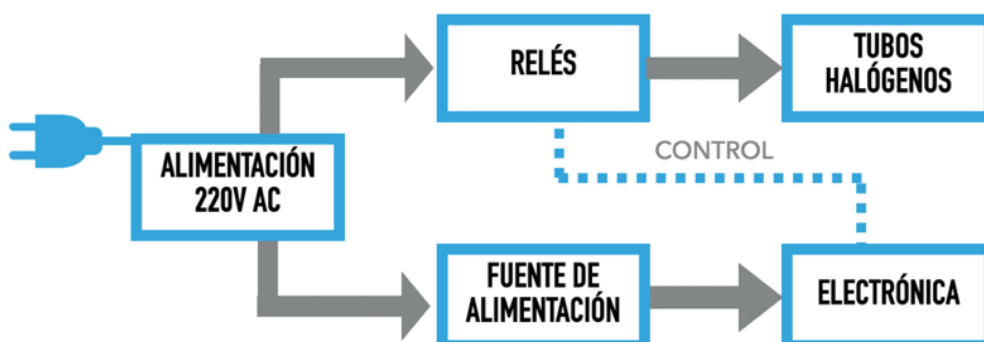 RELÉS
TUBOS
HALÓGENOS
CONTROL
ALIMENTACIÓN
220V AC
FUENTE DE
ALIMENTACIÓN
ELECTRÓNICA